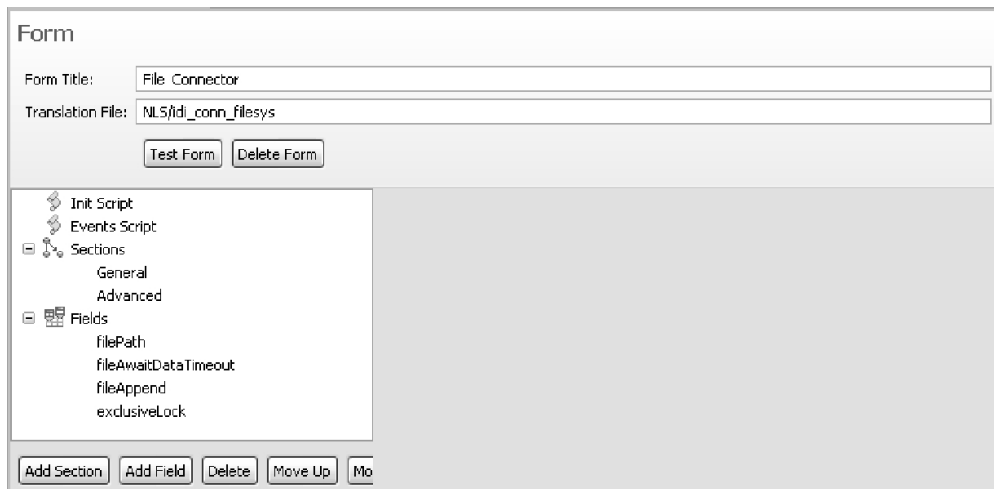 Form
Form Title: File Connector
Translation File: NLS/idi_conn_filesys
Test Form Delete Form
Init Script
Events Script
Sections
General
Advanced
Fields
filePath
fileAwaitDataTimeout
fileAppend
exclusiveLock
Add Section Add Field Delete Move Up Mo